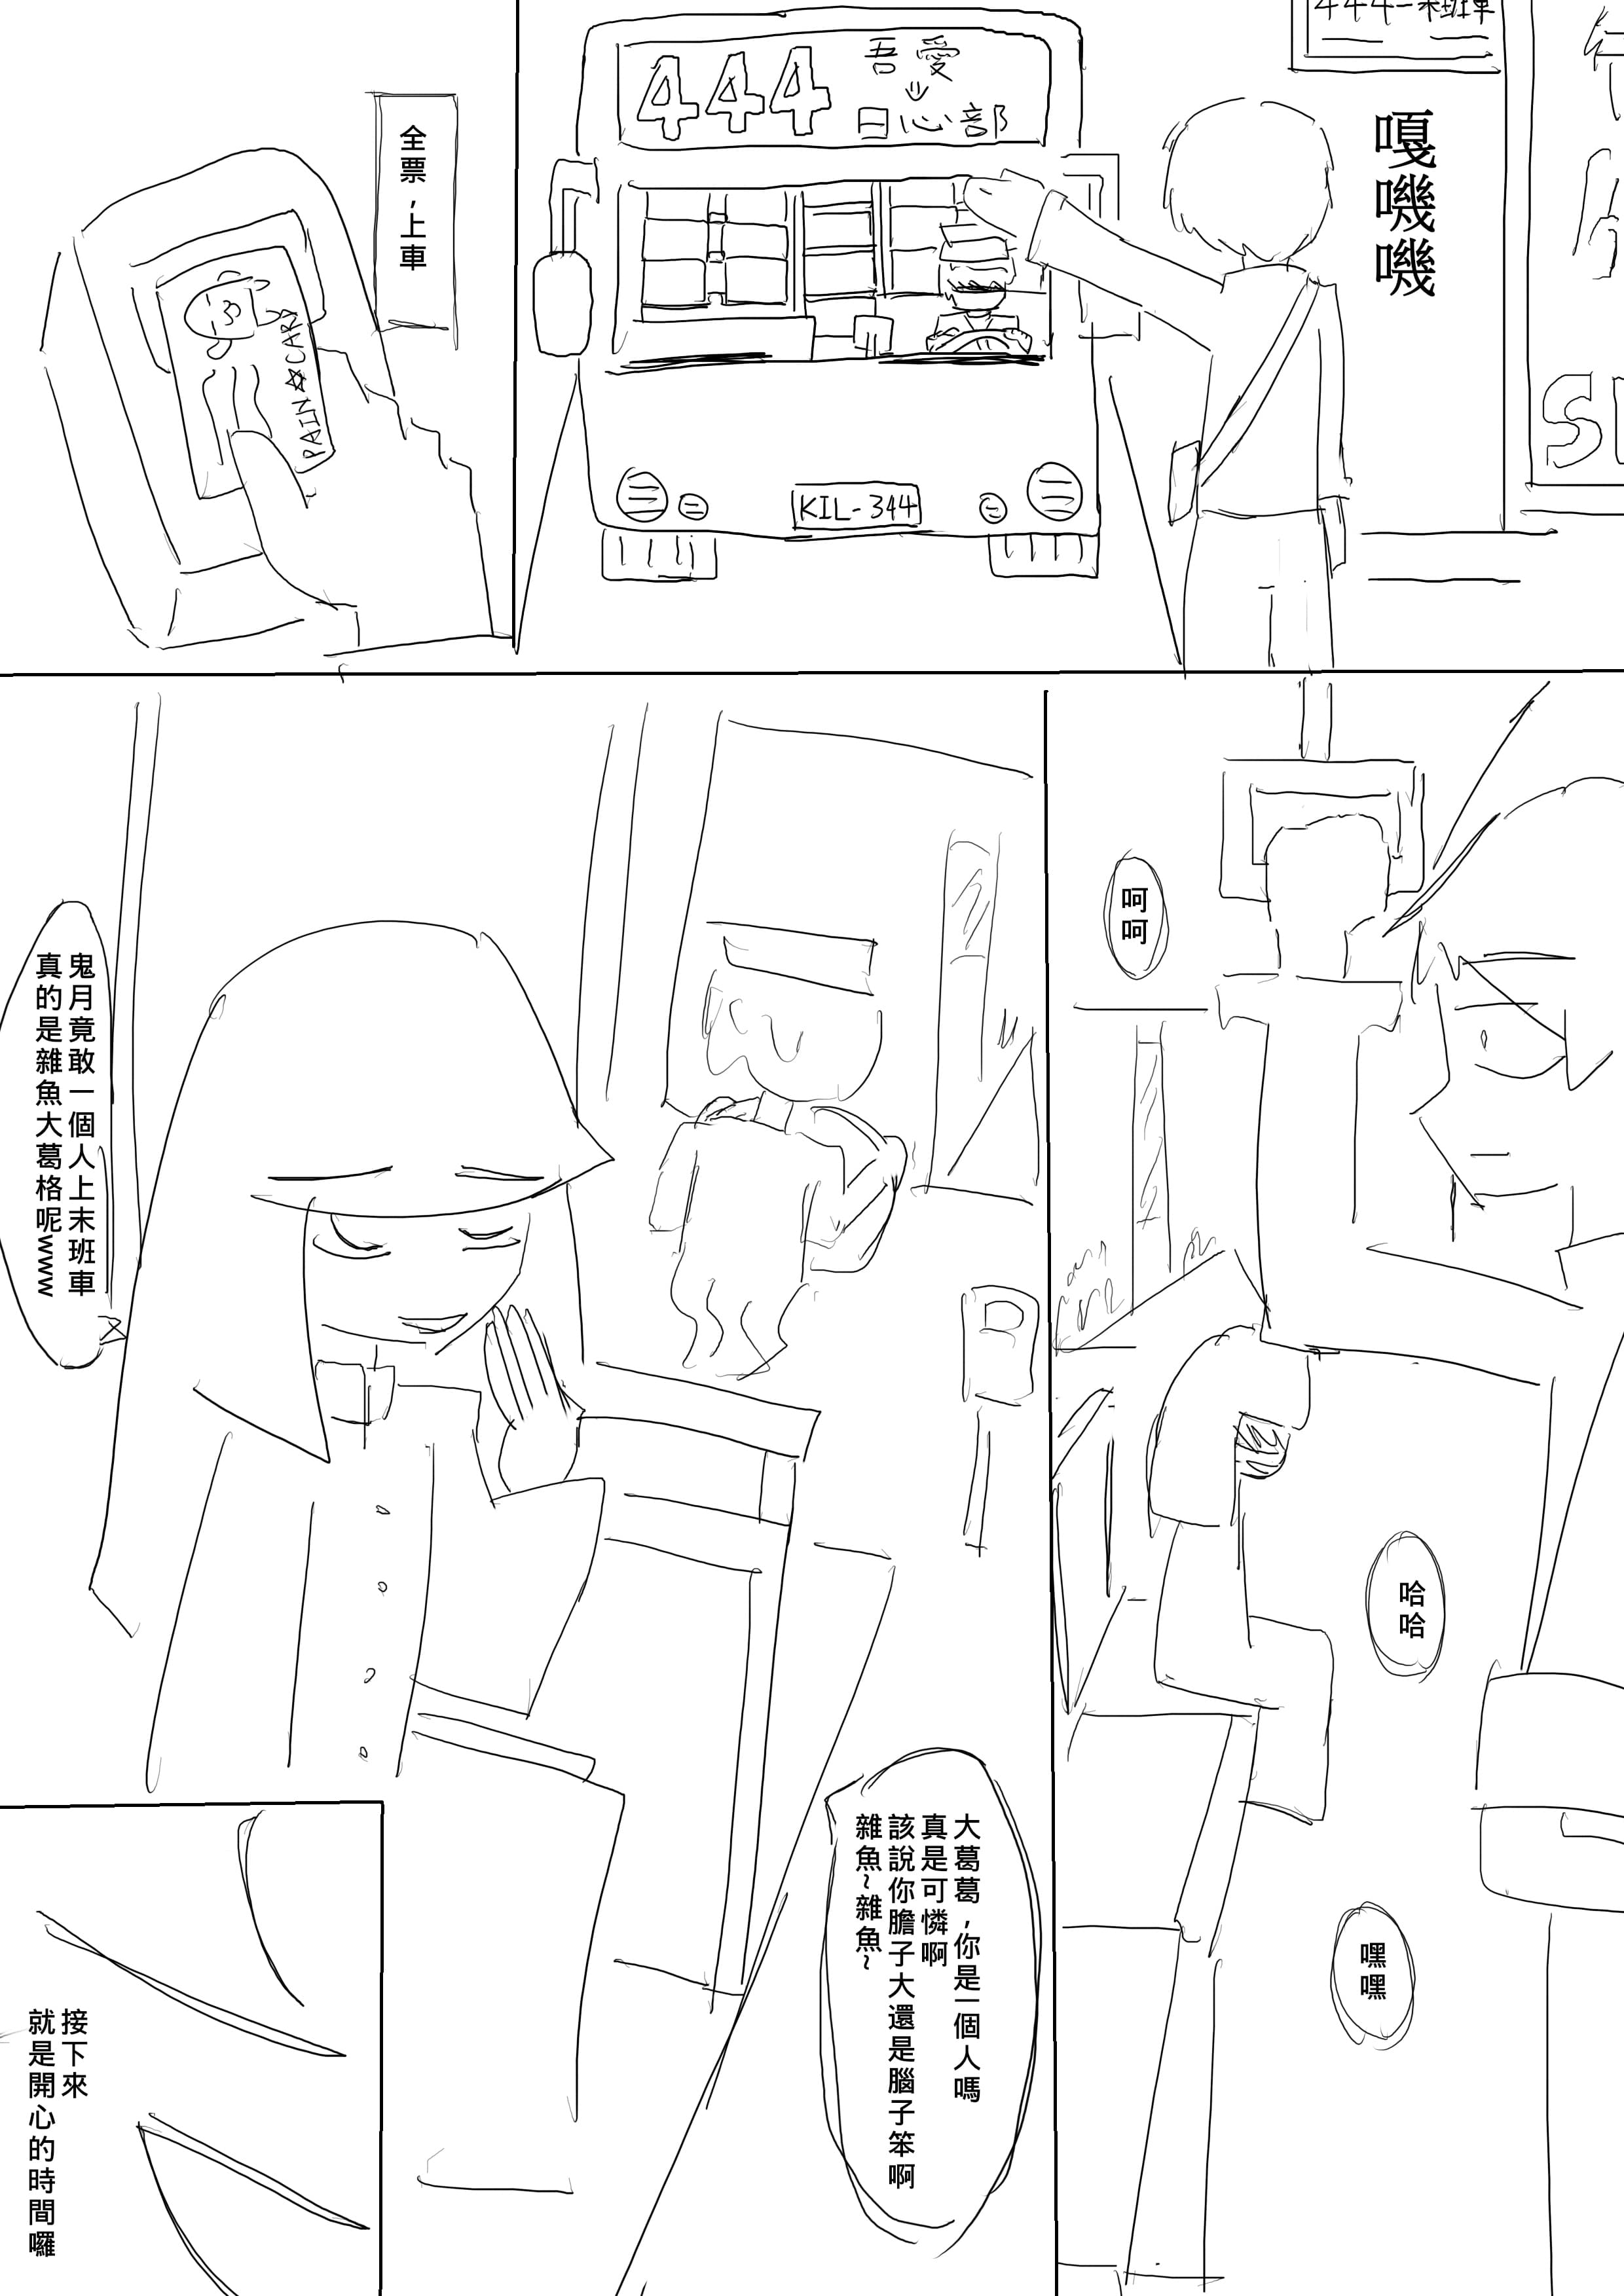 444-末班車
嘎嘰嘰
444
吾愛
日心部
KIL-344
全票,上車
PAIN☆CARD
呵呵
哈哈
嘿嘿
大葛葛,你是一個人嗎
真是可憐啊
該說你膽子大還是腦子笨啊
雜魚~雜魚~
鬼月竟敢一個人上末班車
真的是雜魚大葛格呢www
接下來
就是開心的時間囉